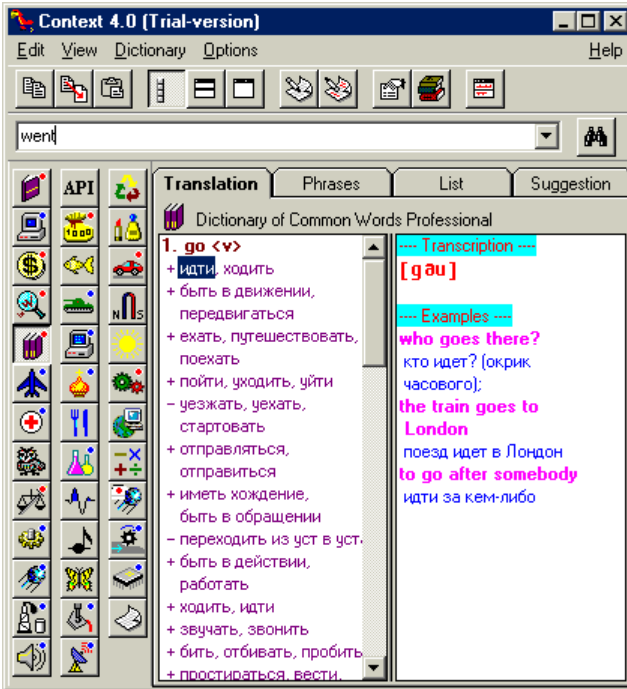 Context 4.0 (Trial-version)
Edit View Dictionary Options Help
went
API
1000
N S
Translation Phrases List Suggestion
Dictionary of Common Words Professional
1. go <v>
+ идти, ходить
+ быть в движении,
передвигаться
+ ехать, путешествовать,
поехать
+ пойти, уходить, уйти
– уезжать, уехать,
стартовать
+ отправляться,
отправиться
+ иметь хождение,
быть в обращении
– переходить из уст в уст
+ быть в действии,
работать
+ ходить, идти
+ звучать, звонить
+ бить, отбивать, пробить
+ простираться, вести,
---- Transcription ----
[gəu]
---- Examples ----
who goes there?
кто идет? (окрик
часового);
the train goes to
London
поезд идет в Лондон
to go after somebody
идти за кем-либо